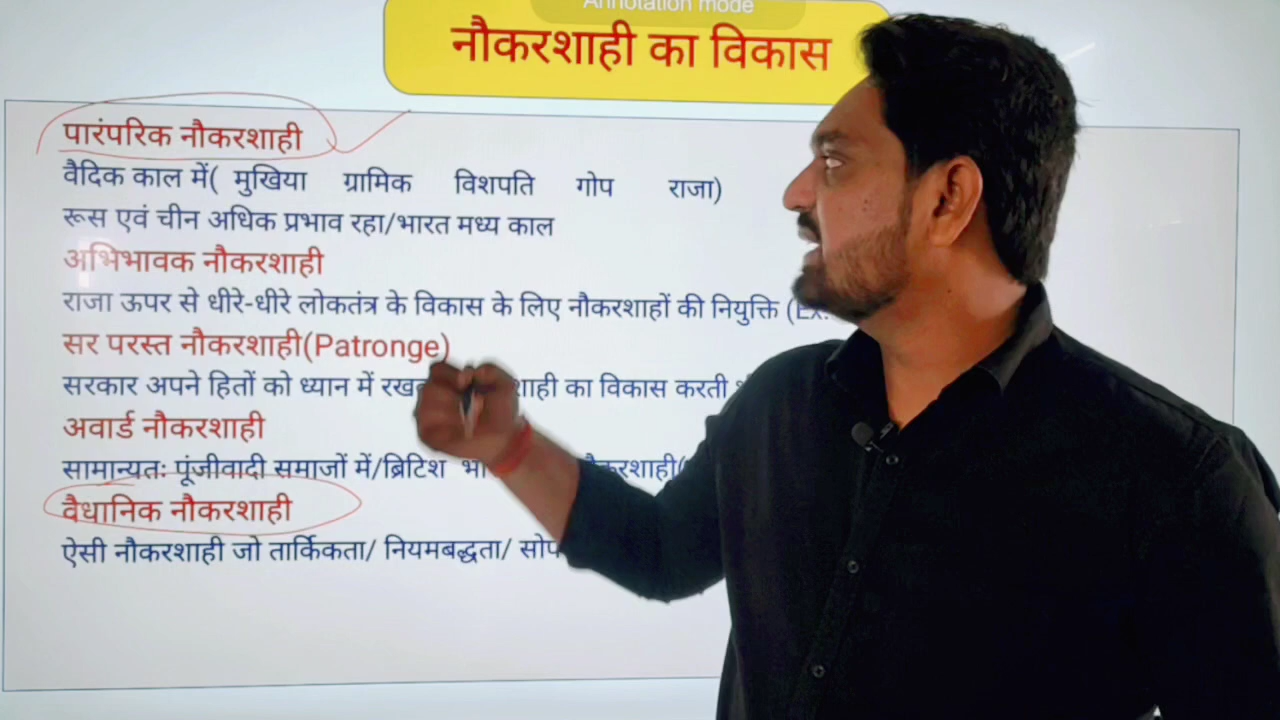 Annotation mode
नौकरशाही का विकास
पारंपरिक नौकरशाही
वैदिक काल में( मुखिया ग्रामिक विशपति गोप राजा)
रूस एवं चीन अधिक प्रभाव रहा/भारत मध्य काल
अभिभावक नौकरशाही
राजा ऊपर से धीरे-धीरे लोकतंत्र के विकास के लिए नौकरशाहों की नियुक्ति (Ex.
सर परस्त नौकरशाही(Patronge)
सरकार अपने हितों को ध्यान में का विकास करती
अवार्ड नौकरशाही
सामान्यतः पूंजीवादी समाजों में/ब्रिटिश
वैधानिक नौकरशाही
ऐसी नौकरशाही जो तार्किकता/ नियमबद्धता/